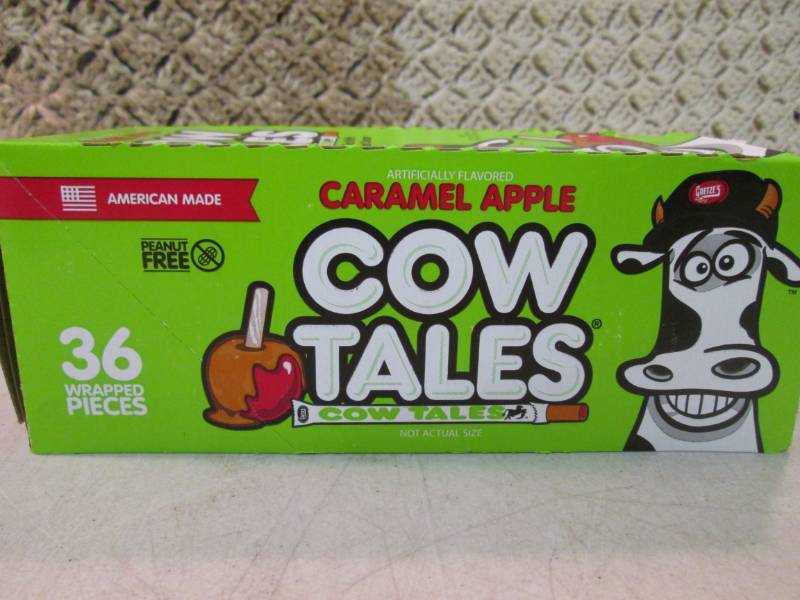 AMERICAN MADE
PEANUT
FREE
36
WRAPPED
PIECES
ARTIFICIALLY FLAVORED
CARAMEL APPLE
COW
TALES®
COW TALES
NOT ACTUAL SIZE
GOETZE'S
TM